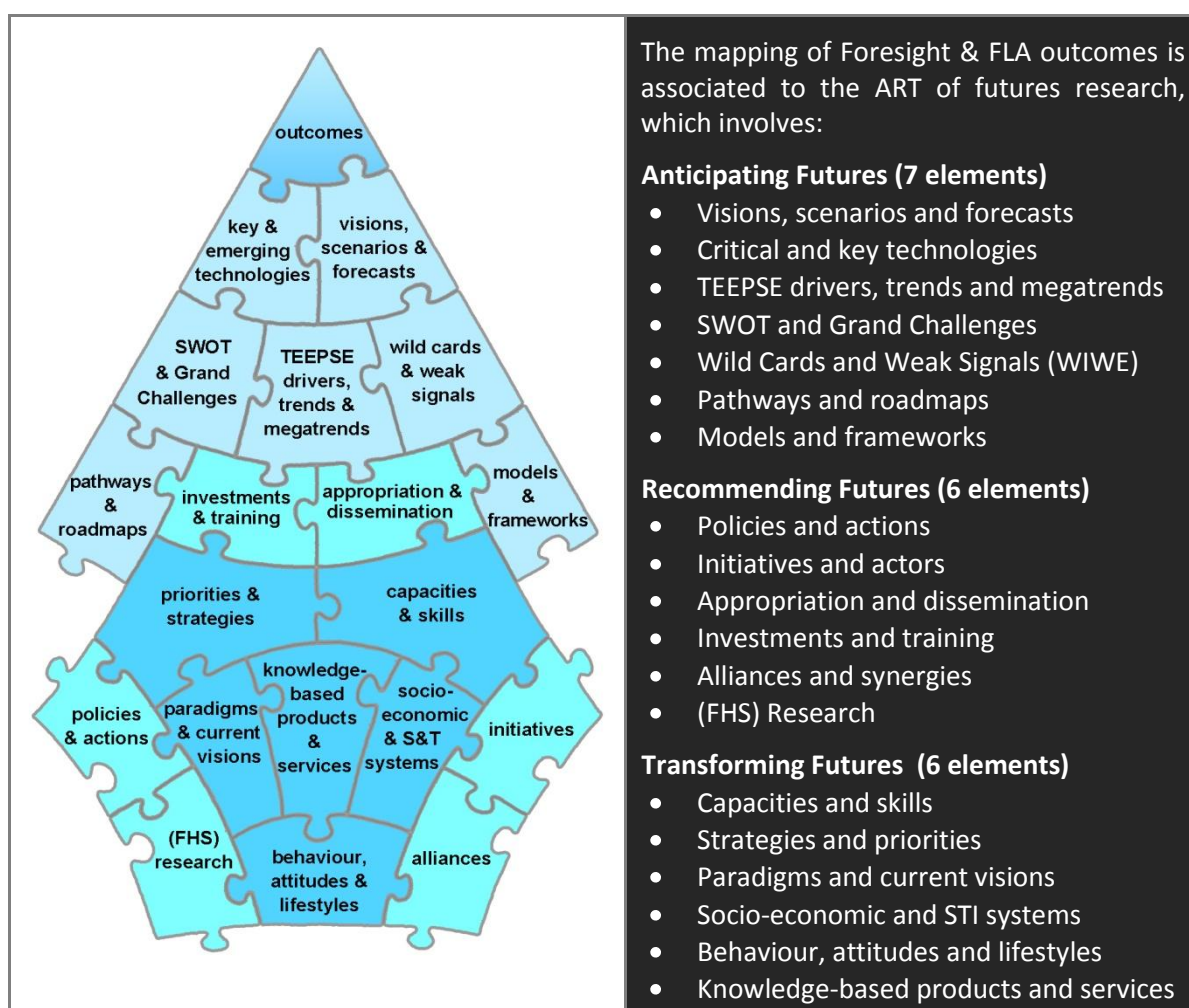 outcomes
key &
emerging
technologies
visions,
scenarios &
forecasts
SWOT
& Grand
Challenges
TEEPSE
drivers,
trends &
megatrends
wild cards
& weak
signals
pathways
&
roadmaps
investments
& training
appropriation &
dissemination
models
&
frameworks
priorities &
strategies
capacities
& skills
policies
& actions
paradigms
& current
visions
knowledge-
based
products
&
services
socio-
economic
& S&T
systems
initiatives
(FHS)
research
behaviour,
attitudes &
lifestyles
alliances
The mapping of Foresight & FLA outcomes is
associated to the ART of futures research,
which involves:
Anticipating Futures (7 elements)
• Visions, scenarios and forecasts
• Critical and key technologies
• TEEPSE drivers, trends and megatrends
• SWOT and Grand Challenges
• Wild Cards and Weak Signals (WIWE)
• Pathways and roadmaps
• Models and frameworks
Recommending Futures (6 elements)
• Policies and actions
• Initiatives and actors
• Appropriation and dissemination
• Investments and training
• Alliances and synergies
• (FHS) Research
Transforming Futures (6 elements)
• Capacities and skills
• Strategies and priorities
• Paradigms and current visions
• Socio-economic and STI systems
• Behaviour, attitudes and lifestyles
• Knowledge-based products and services